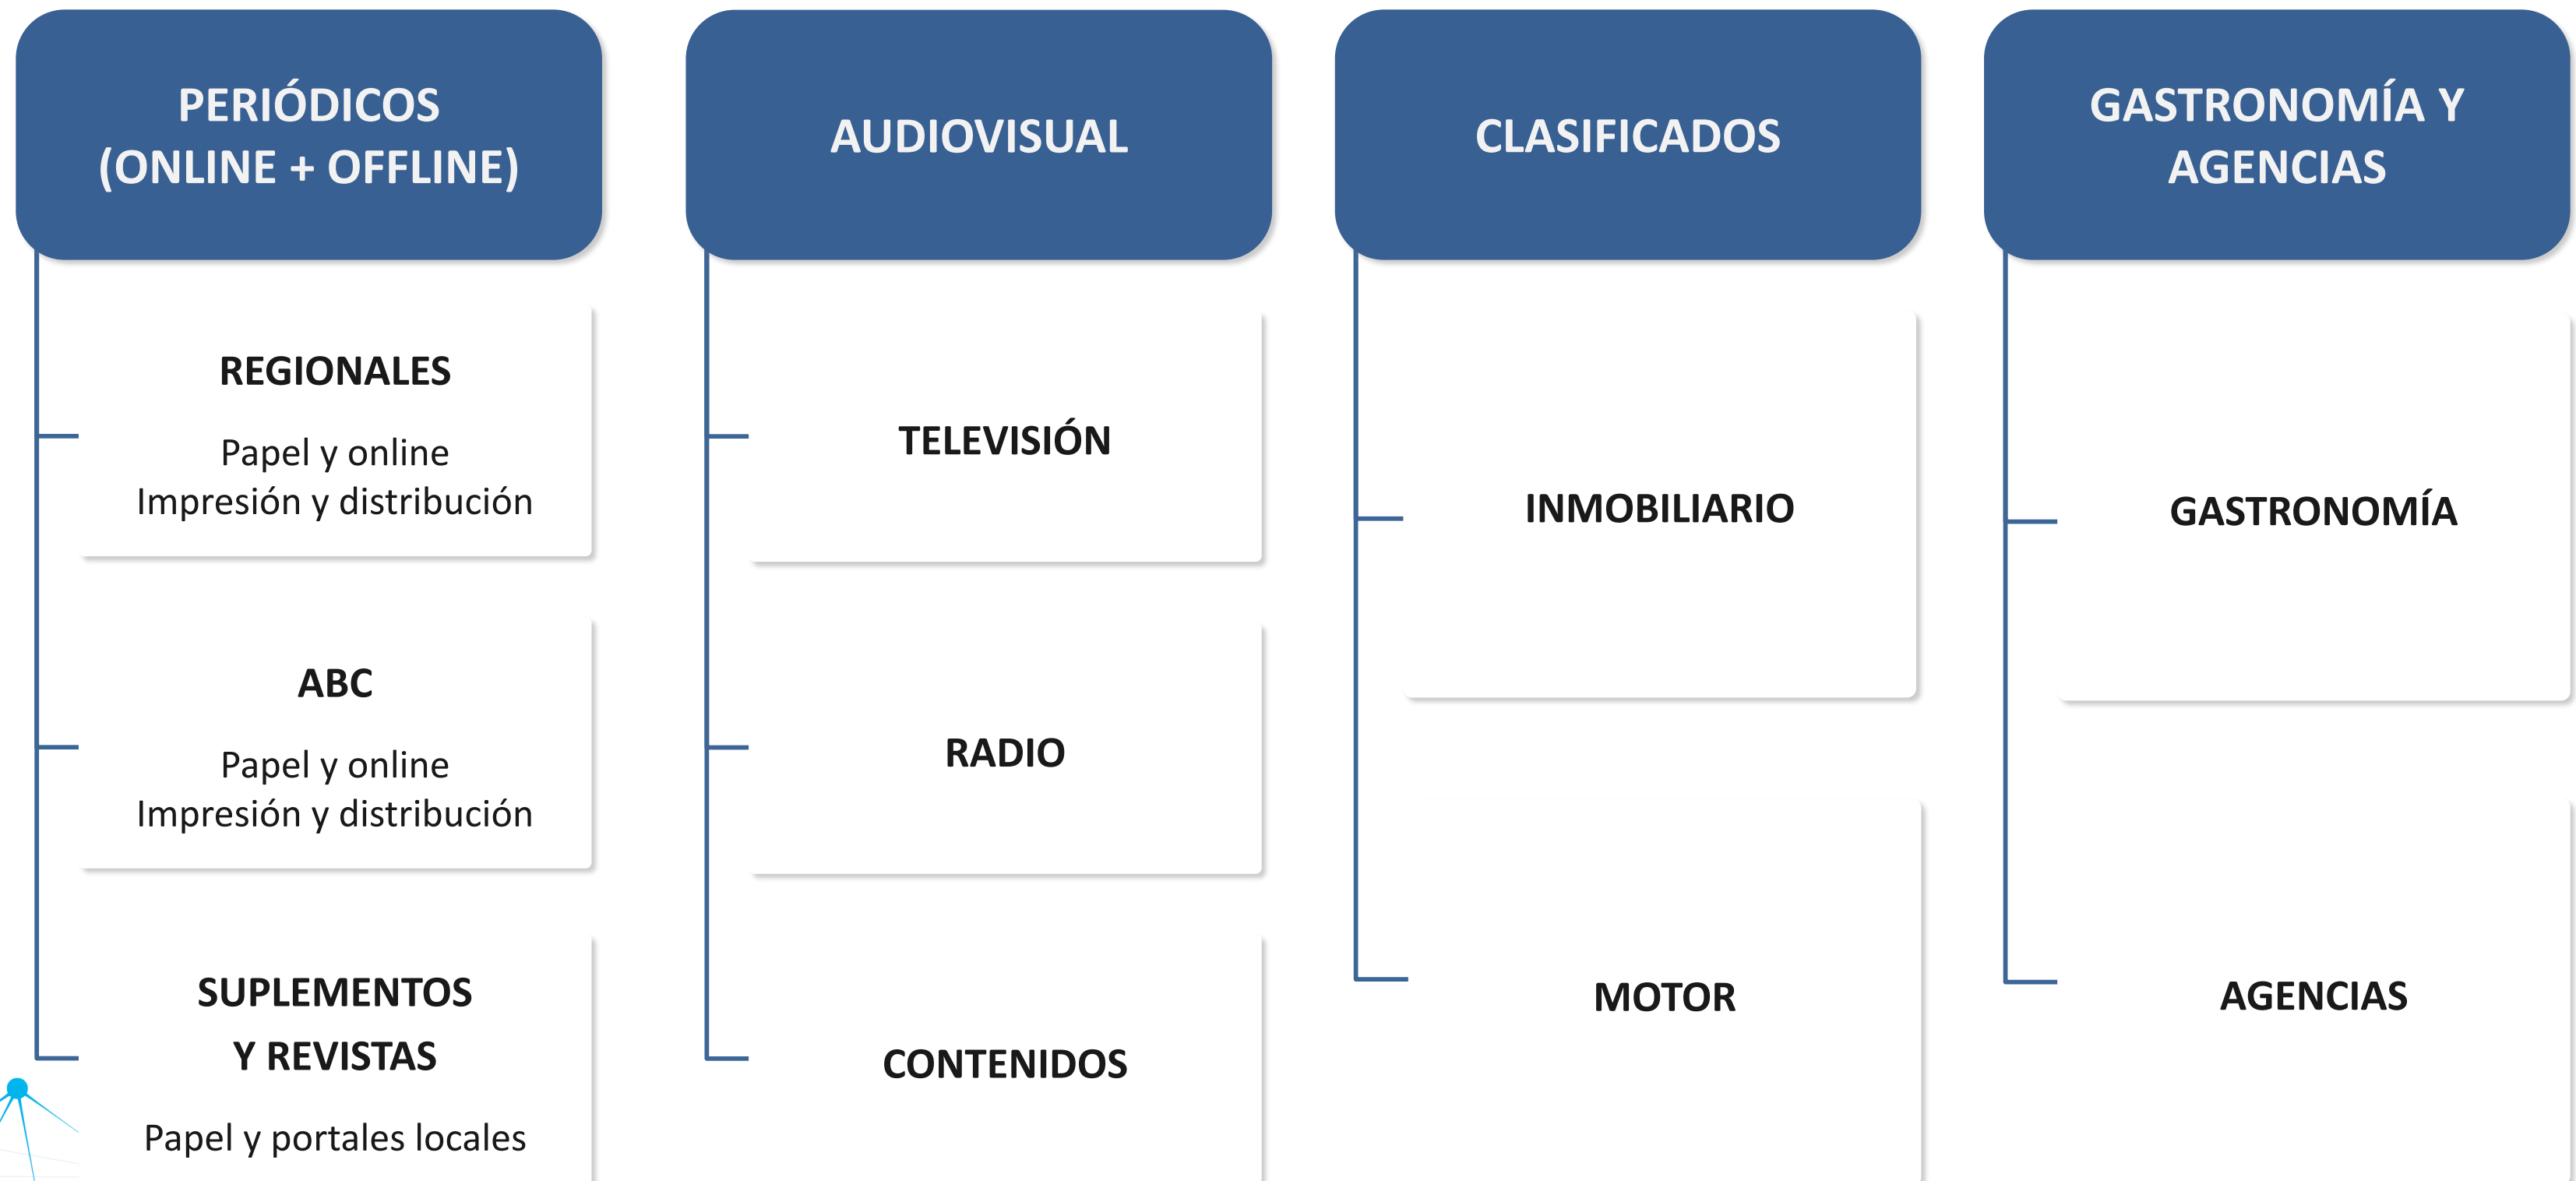 PERIÓDICOS
(ONLINE + OFFLINE)
REGIONALES
Papel y online
Impresión y distribución
ABC
Papel y online
Impresión y distribución
SUPLEMENTOS
Y REVISTAS
Papel y portales locales
AUDIOVISUAL
TELEVISIÓN
RADIO
CONTENIDOS
CLASIFICADOS
INMOBILIARIO
MOTOR
GASTRONOMÍA Y
AGENCIAS
GASTRONOMÍA
AGENCIAS